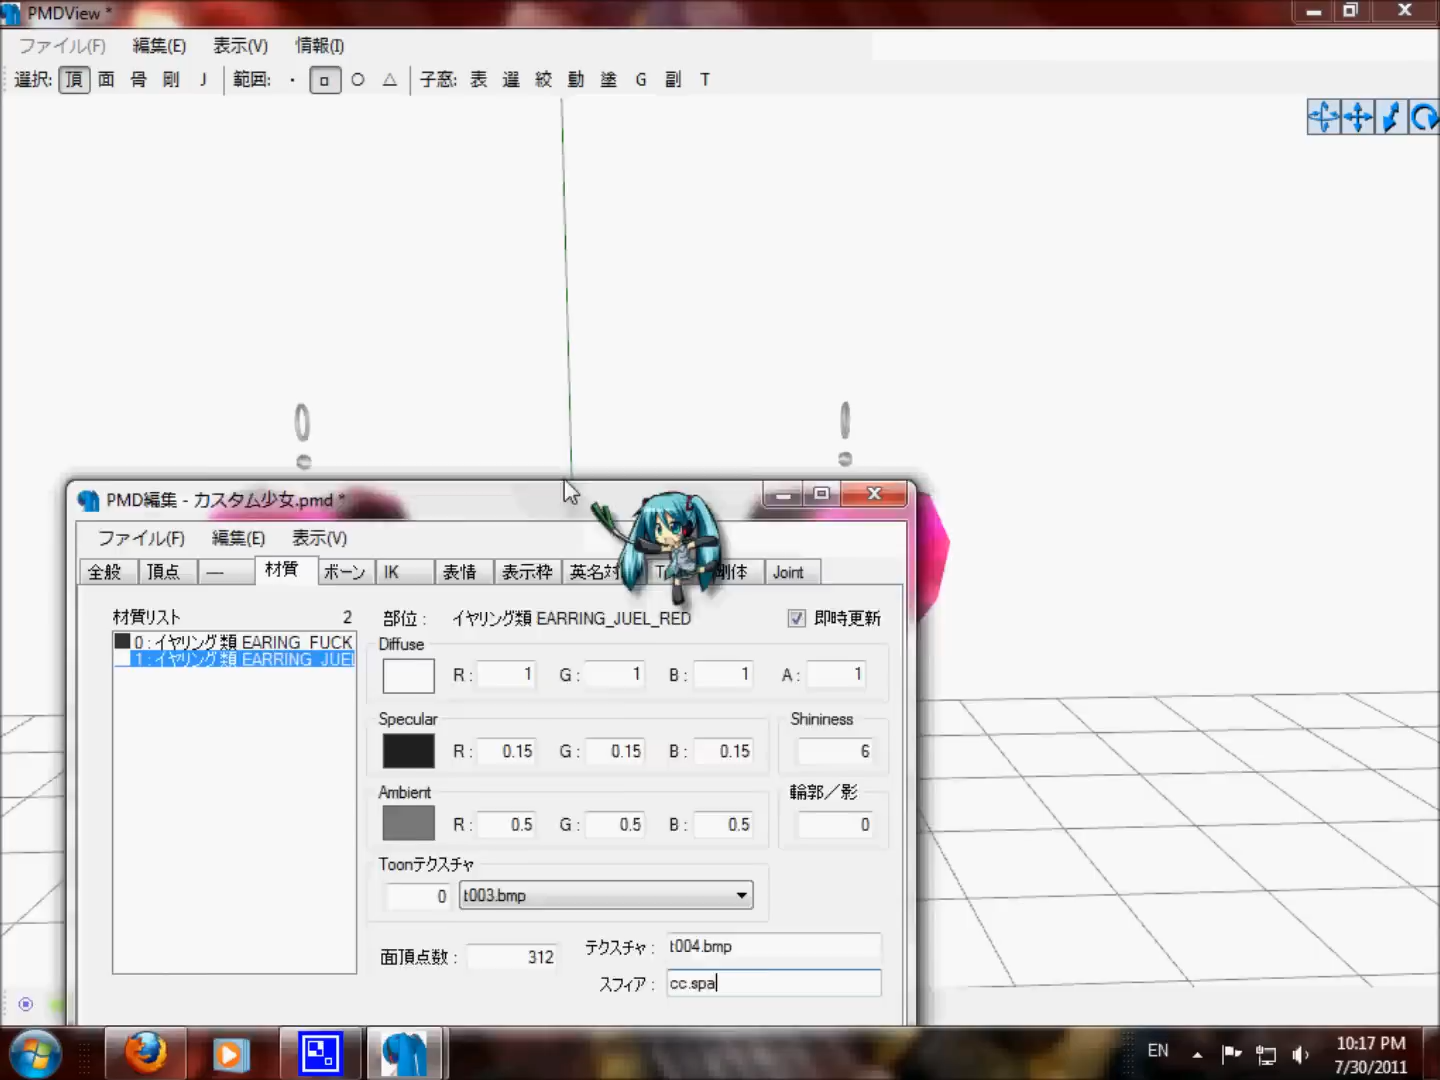 PMDView *
ファイル(F) 編集(E) 表示(V) 情報(I)
選択: 頂 面 骨 剛 J 範囲: · □ ○ △ 子窓: 表 選 絞 動 塗 G 副 T
PMD編集 - カスタム少女.pmd *
ファイル(F) 編集(E) 表示(V)
全般 頂点 — 材質 ボーン IK 表情 表示枠 英名対 剛体 Joint
材質リスト 2 部位 : イヤリング類 EARRING_JUEL_RED 即時更新
0 : イヤリング類 EARING_FUCK
1 : イヤリング類 EARRING_JUEL
Diffuse
R : 1 G : 1 B : 1 A : 1
Specular Shininess
R : 0.15 G : 0.15 B : 0.15 6
Ambient 輪郭／影
R : 0.5 G : 0.5 B : 0.5 0
Toonテクスチャ
0 t003.bmp
面頂点数 : 312 テクスチャ : t004.bmp
スフィア : cc.spa
EN 10:17 PM
7/30/2011